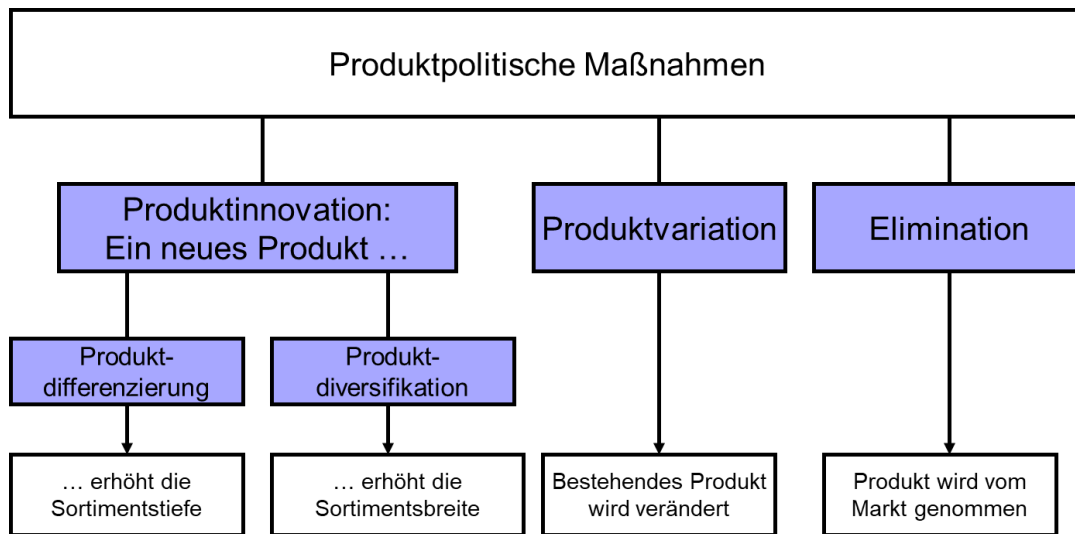 Produktpolitische Maßnahmen
Produktinnovation:
Ein neues Produkt …
Produktvariation
Elimination
Produkt-
differenzierung
Produkt-
diversifikation
… erhöht die
Sortimentstiefe
… erhöht die
Sortimentsbreite
Bestehendes Produkt
wird verändert
Produkt wird vom
Markt genommen